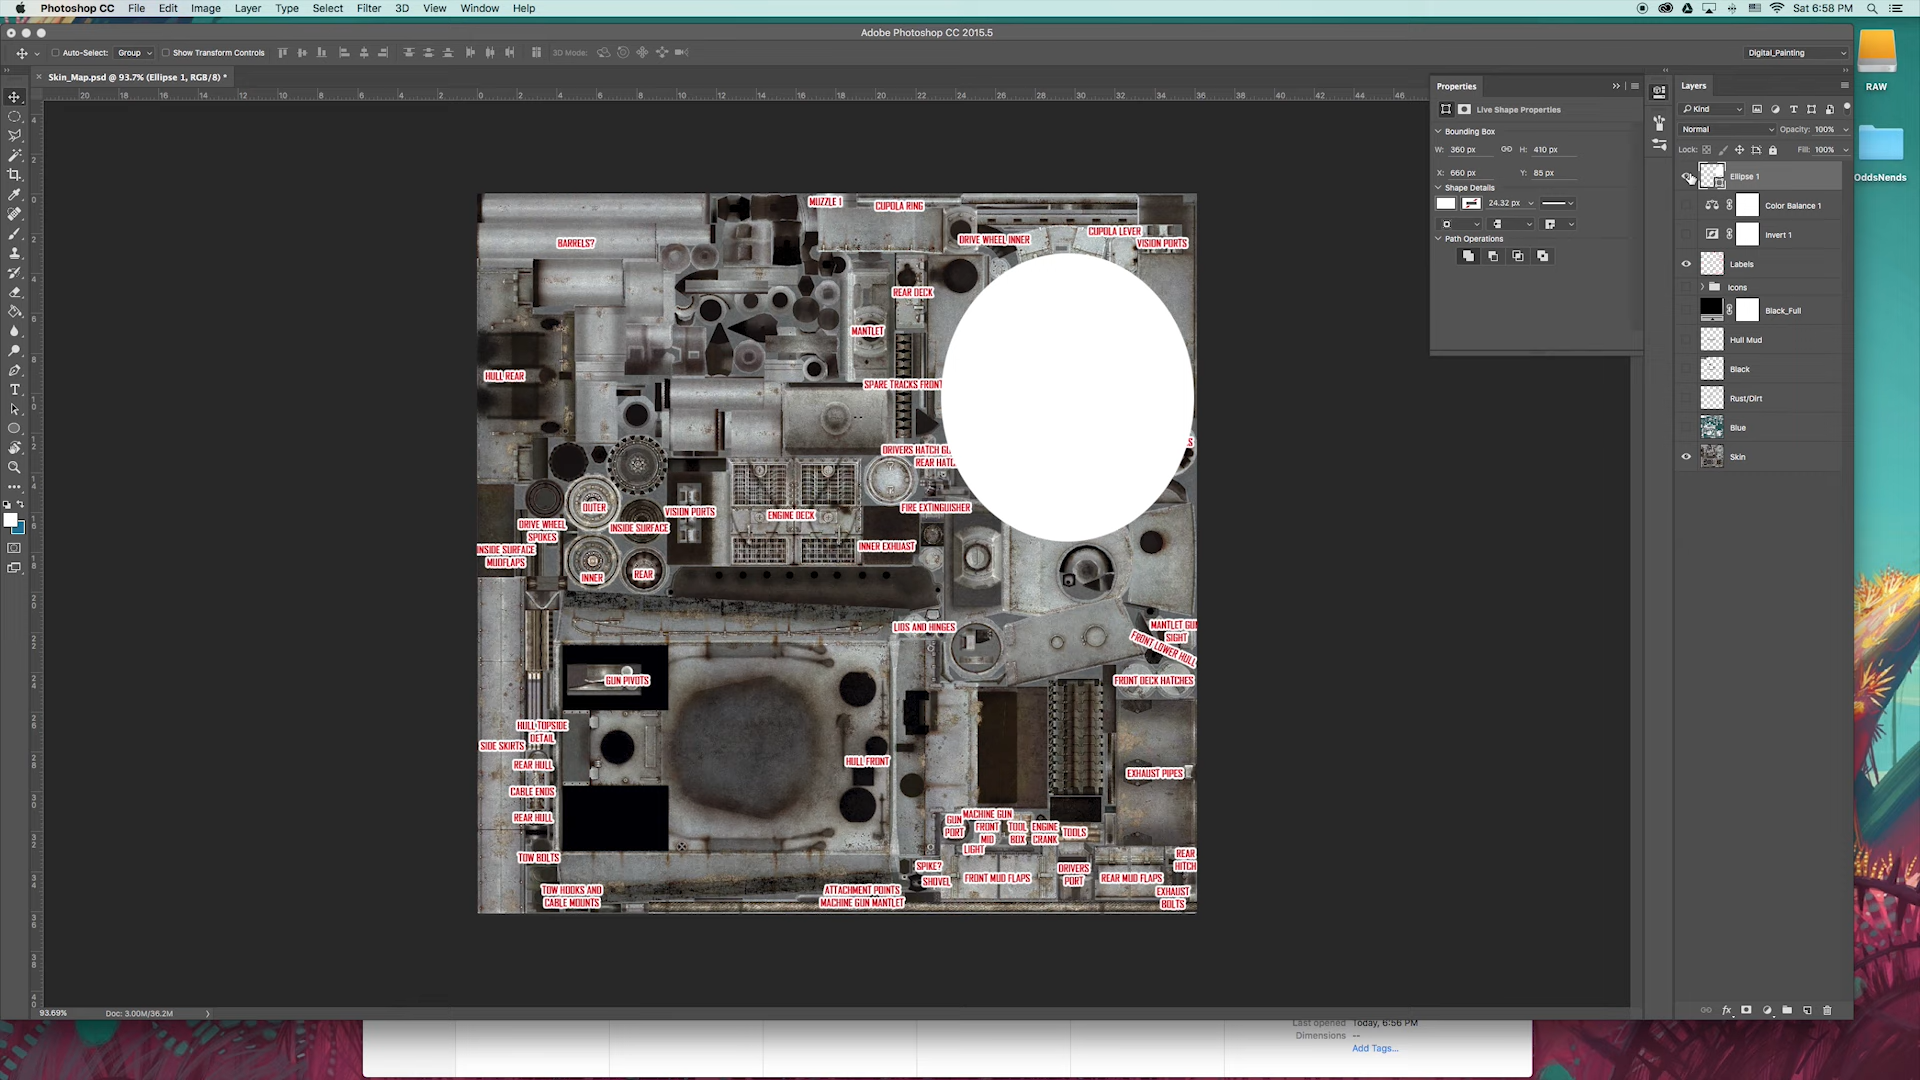 Photoshop CC File Edit Image Layer Type Select Filter 3D View Window Help
Sat 6:58 PM
Adobe Photoshop CC 2015.5
Auto-Select: Group Show Transform Controls 3D Mode: Digital_Painting
Skin_Map.psd @ 93.7% (Ellipse 1, RGB/8) *
RAW
OddsNends
Properties
Live Shape Properties
Bounding Box
W: 360 px H: 410 px
X: 660 px Y: 85 px
Shape Details
24.32 px
Path Operations
Layers
Kind
Normal Opacity: 100%
Lock: Fill: 100%
Ellipse 1
Color Balance 1
Invert 1
Labels
Icons
Black_Full
Hull Mud
Black
Rust/Dirt
Blue
Skin
MUZZLE 1
CUPOLA RING
BARRELS?
DRIVE WHEEL INNER
CUPOLA LEVER
VISION PORTS
REAR DECK
MANTLET
HULL REAR
SPARE TRACKS FRONT
DRIVERS HATCH
OUTER
DRIVE WHEEL
SPOKES
INSIDE SURFACE
VISION PORTS
ENGINE DECK
FIRE EXTINGUISHER
INSIDE SURFACE
MUDFLAPS
INNER EXHUAST
INNER
REAR
LIDS AND HINGES
MANTLET GUN
SIGHT
FRONT LOWER HULL
FRONT DECK HATCHES
GUN PIVOTS
HULL TOPSIDE
DETAIL
SIDE SKIRTS
REAR HULL
HULL FRONT
EXHAUST PIPES
CABLE ENDS
REAR HULL
MACHINE GUN
GUN
PORT
FRONT
MID
LIGHT
TOOL
BOX
ENGINE
CRANK
TOOLS
TOW BOLTS
SPIKE?
SHOVEL
FRONT MUD FLAPS
DRIVERS
PORT
REAR MUD FLAPS
REAR
HITCH
EXHAUST
BOLTS
TOW HOOKS AND
CABLE MOUNTS
ATTACHMENT POINTS
MACHINE GUN MANTLET
93.69% Doc: 3.00M/36.2M
Last opened Today, 6:56 PM
Dimensions --
Add Tags...